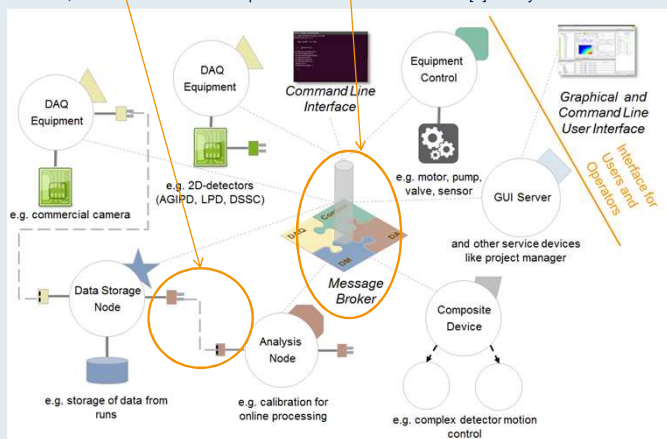 DAQ
Equipment
e.g. commercial camera
DAQ
Equipment
e.g. 2D-detectors
(AGIPD, LPD, DSSC)
Command Line
Interface
Equipment
Control
e.g. motor, pump,
valve, sensor
Graphical and
Command Line
User Interface
Interface for
Users and
Operators
GUI Server
and other service devices
like project manager
DAQ
DM
Message
Broker
Data Storage
Node
e.g. storage of data from
runs
Analysis
Node
e.g. calibration for
online processing
Composite
Device
e.g. complex detector motion
control